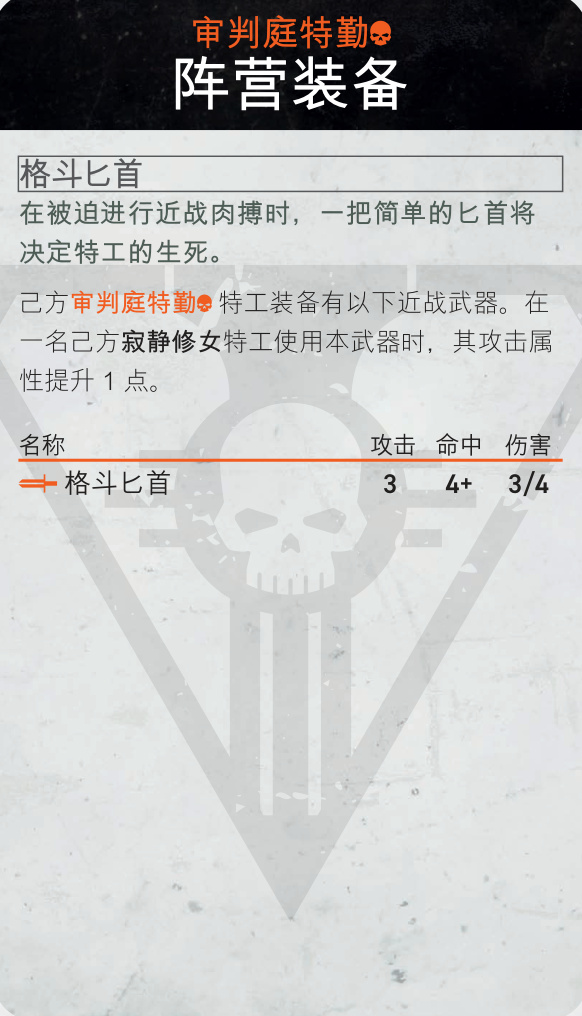 审判庭特勤
阵营装备
格斗匕首
在被迫进行近战肉搏时，一把简单的匕首将
决定特工的生死。
己方审判庭特勤 特工装备有以下近战武器。在
一名己方寂静修女特工使用本武器时，其攻击属
性提升 1 点。
名称 攻击 命中 伤害
格斗匕首 3 4+ 3/4